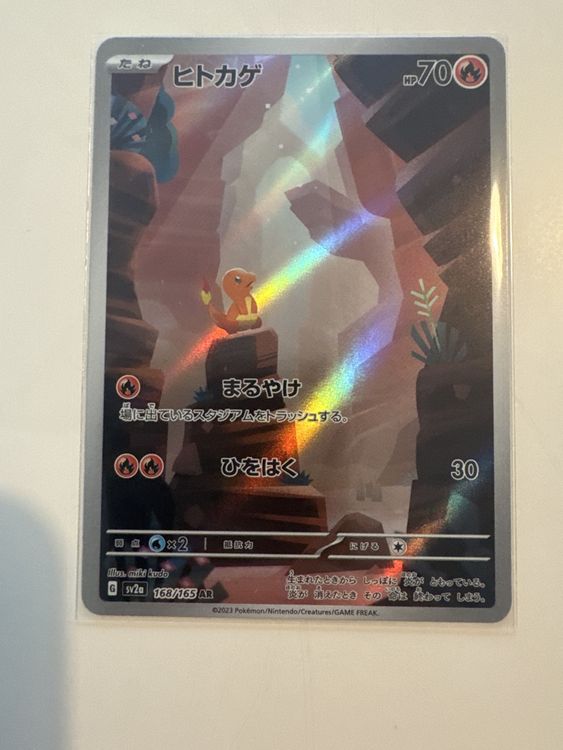 たね ヒトカゲ HP70
まるやけ
場に出ているスタジアムをトラッシュする。
ひをはく 30
弱点 ×2 抵抗力 にげる
Illus. miki kudo
G sv2a 168/165 AR
生まれたときから しっぽに 炎が ともっている。
炎が 消えたとき その 命は 終わって しまう。
©2023 Pokémon/Nintendo/Creatures/GAME FREAK.